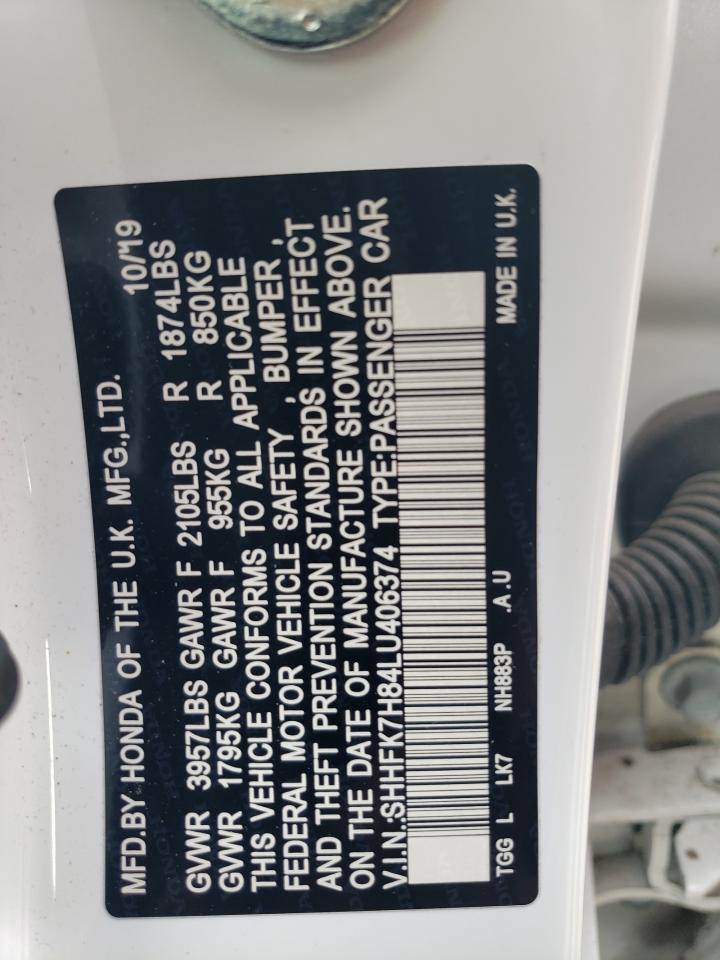 MFD.BY HONDA OF THE U.K. MFG.,LTD. 10/19
GVWR 3957LBS GAWR F 2105LBS R 1874LBS
GVWR 1795KG GAWR F 955KG R 850KG
THIS VEHICLE CONFORMS TO ALL APPLICABLE
FEDERAL MOTOR VEHICLE SAFETY , BUMPER ,
AND THEFT PREVENTION STANDARDS IN EFFECT
ON THE DATE OF MANUFACTURE SHOWN ABOVE.
V.I.N.:SHHFK7H84LU406374 TYPE:PASSENGER CAR
TGG L LK7 NH883P .A.U MADE IN U.K.